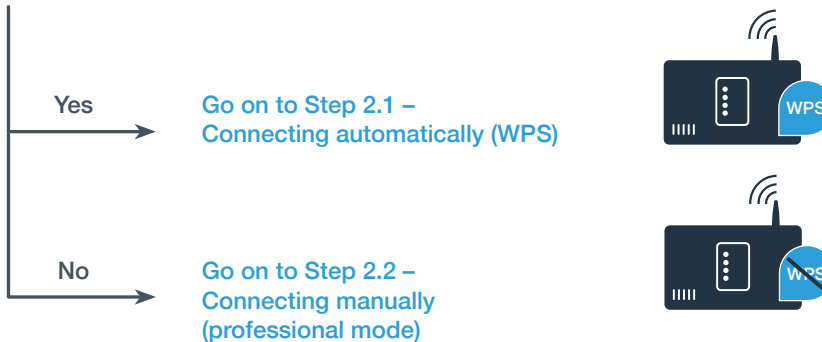 Yes
Go on to Step 2.1 –
Connecting automatically (WPS)
WPS
No
Go on to Step 2.2 –
Connecting manually
(professional mode)
WPS